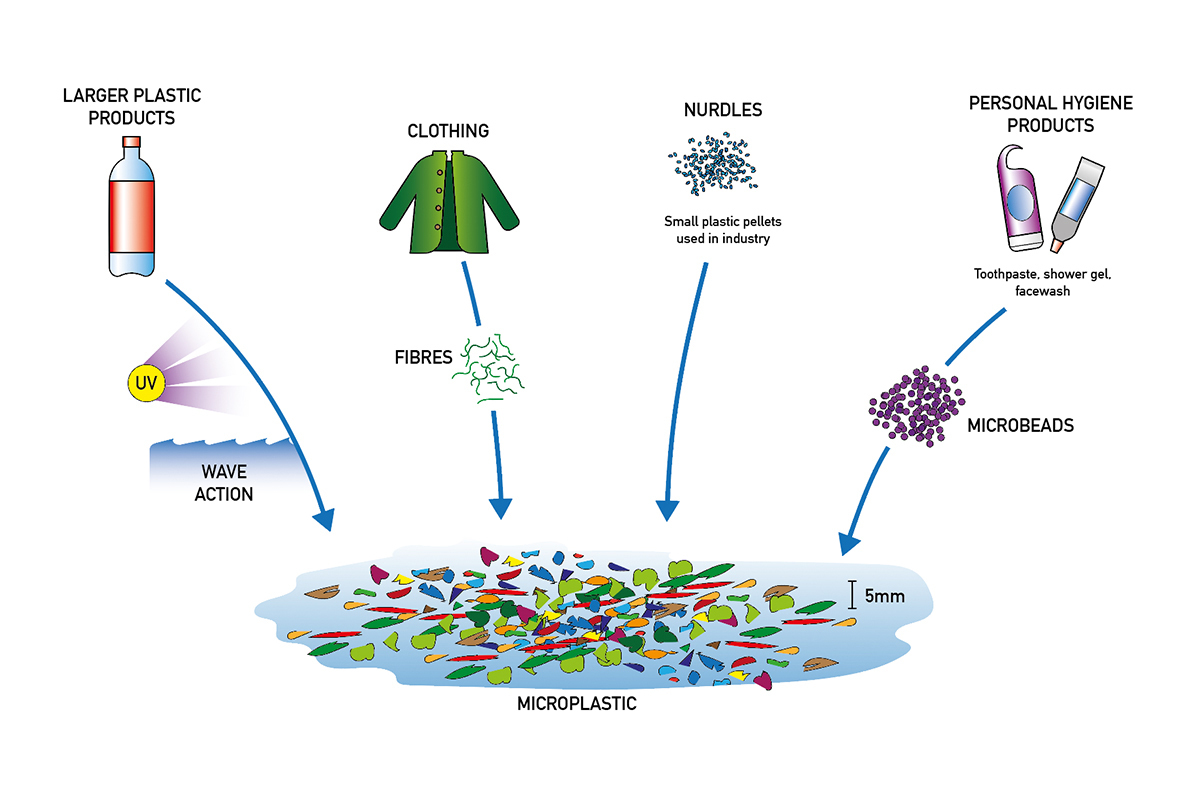 LARGER PLASTIC
PRODUCTS
CLOTHING
NURDLES
PERSONAL HYGIENE
PRODUCTS
Small plastic pellets
used in industry
Toothpaste, shower gel,
facewash
FIBRES
UV
MICROBEADS
WAVE
ACTION
5mm
MICROPLASTIC